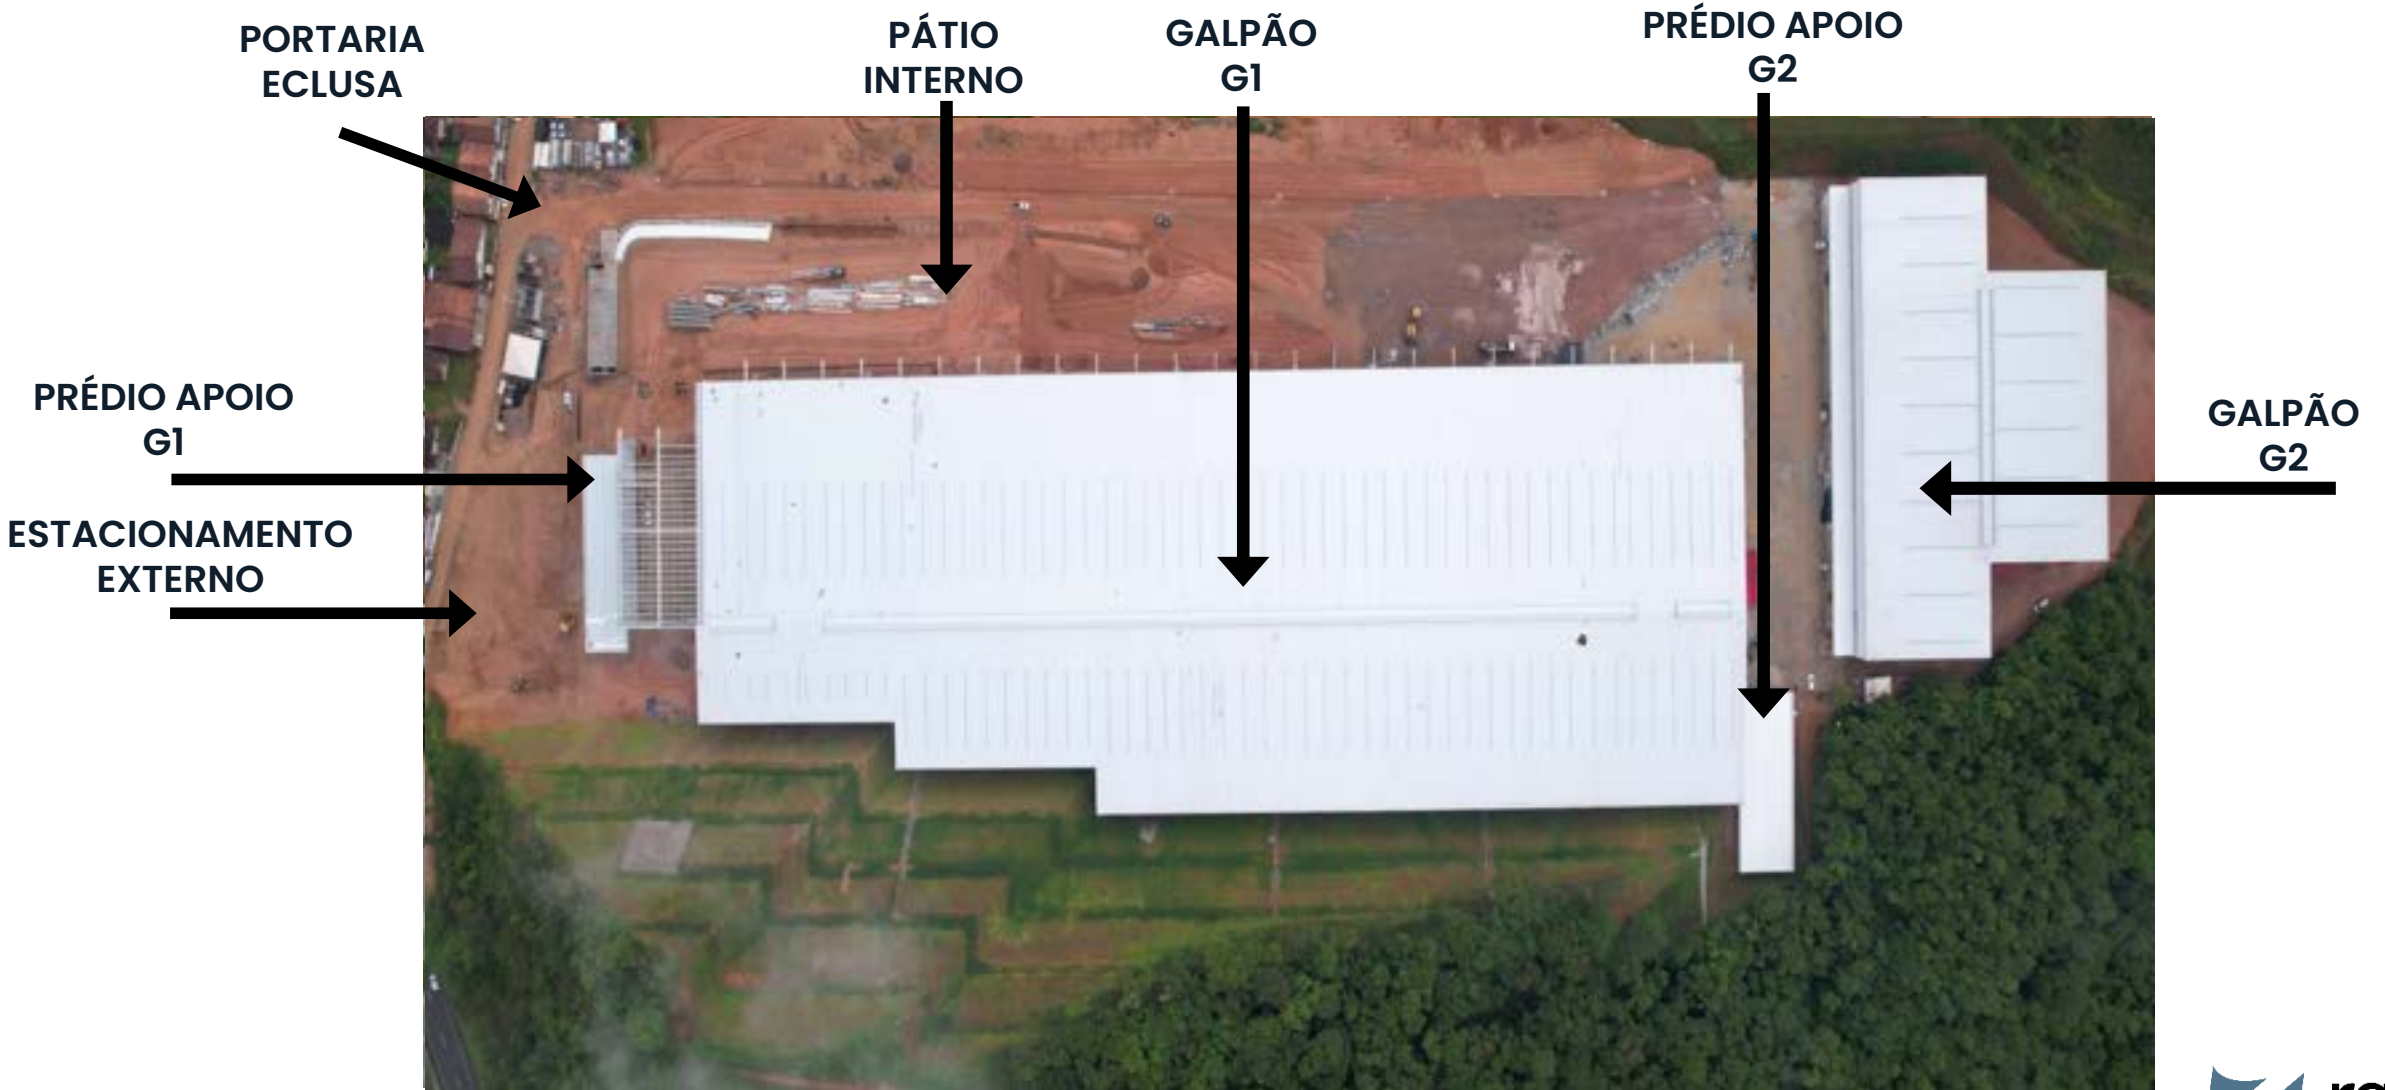 PORTARIA
ECLUSA
PÁTIO
INTERNO
GALPÃO
G1
PRÉDIO APOIO
G2
PRÉDIO APOIO
G1
GALPÃO
G2
ESTACIONAMENTO
EXTERNO